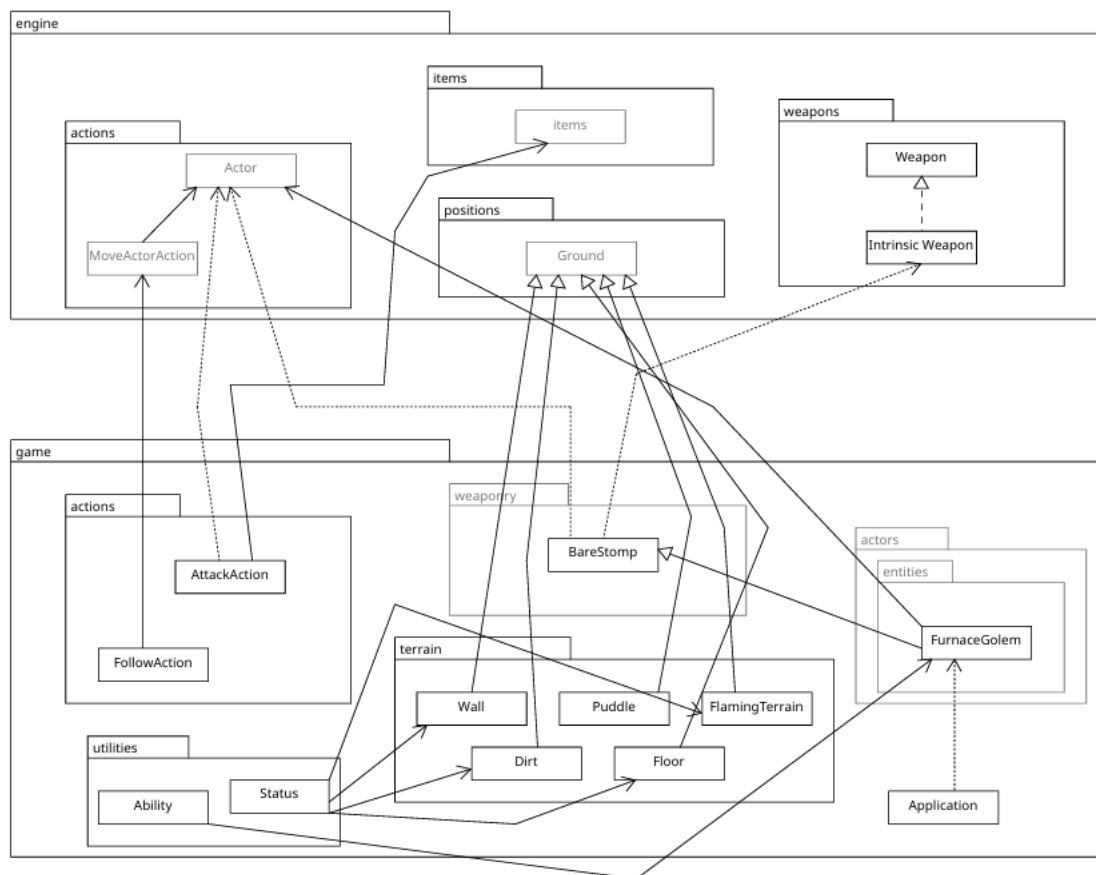 engine
items
items
weapons
actions
Actor
Weapon
positions
MoveActorAction
Ground
Intrinsic Weapon
game
weaponry
actions
actors
BareStomp
entities
AttackAction
FurnaceGolem
FollowAction
terrain
Wall
Puddle
FlamingTerrain
utilities
Dirt
Floor
Status
Ability
Application